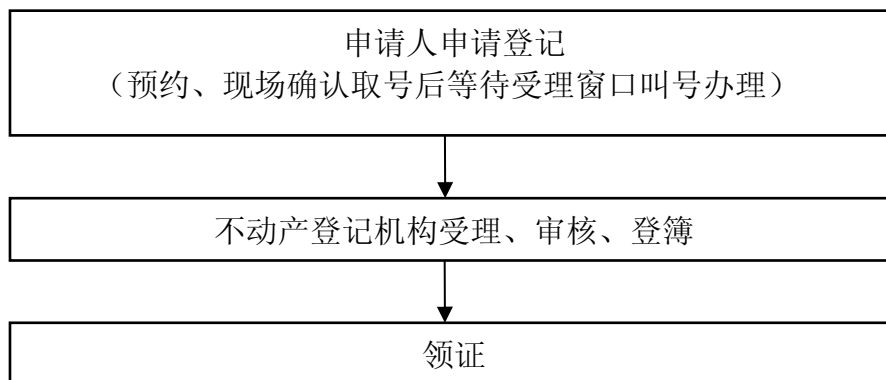 申请人申请登记
（预约、现场确认取号后等待受理窗口叫号办理）
不动产登记机构受理、审核、登簿
领证